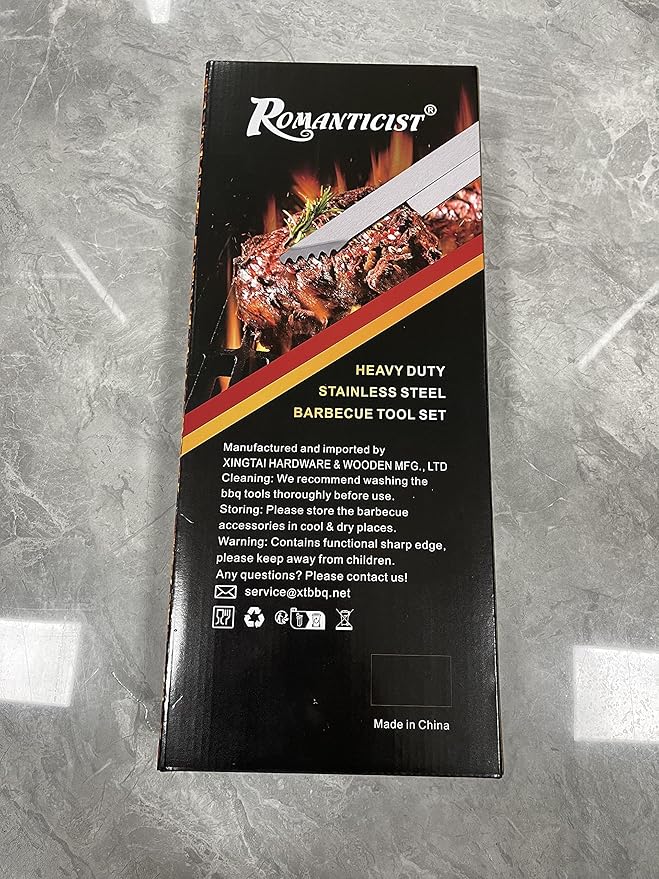 ROMANTICIST®
HEAVY DUTY
STAINLESS STEEL
BARBECUE TOOL SET
Manufactured and imported by
XINGTAI HARDWARE & WOODEN MFG., LTD
Cleaning: We recommend washing the
bbq tools thoroughly before use.
Storing: Please store the barbecue
accessories in cool & dry places.
Warning: Contains functional sharp edge,
please keep away from children.
Any questions? Please contact us!
service@xtbbq.net
Made in China